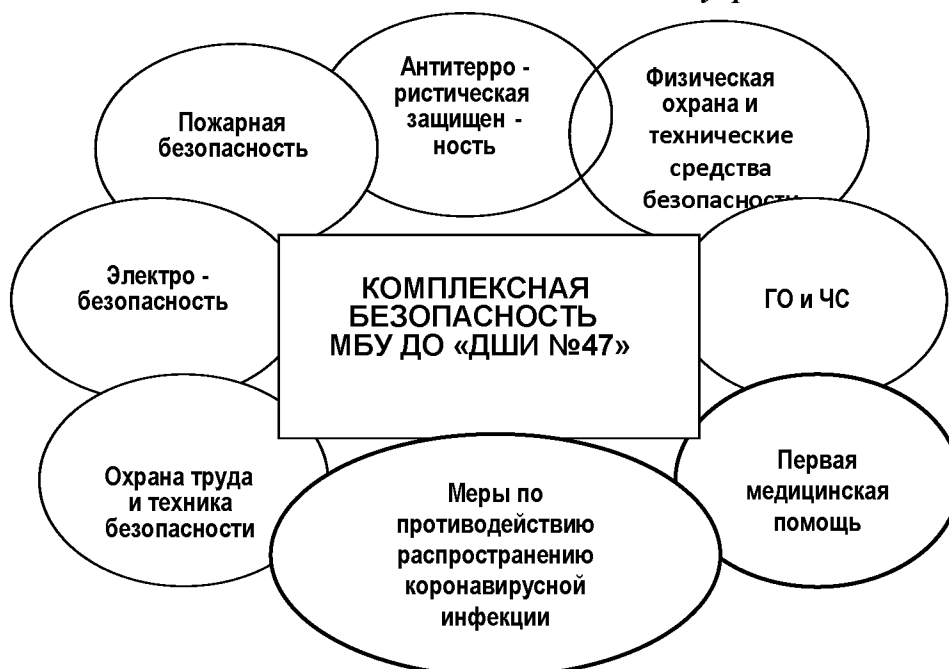 Антитерро -
ристическая
защищен -
ность
Физическая
охрана и
технические
средства
безопасности
Пожарная
безопасность
Электро -
безопасность
КОМПЛЕКСНАЯ
БЕЗОПАСНОСТЬ
МБУ ДО «ДШИ №47»
ГО и ЧС
Охрана труда
и техника
безопасности
Меры по
противодействию
распространению
коронавирусной
инфекции
Первая
медицинская
помощь